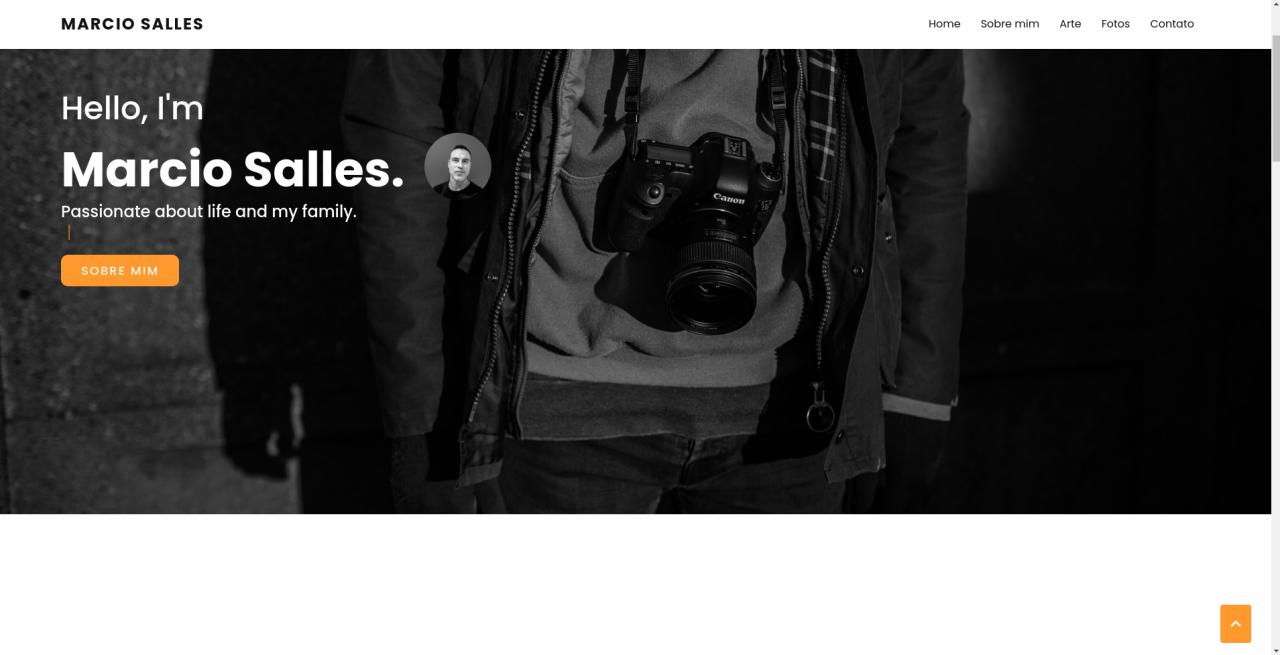 MARCIO SALLES
Home Sobre mim Arte Fotos Contato
Hello, I'm
Marcio Salles.
Passionate about life and my family.
SOBRE MIM
Canon